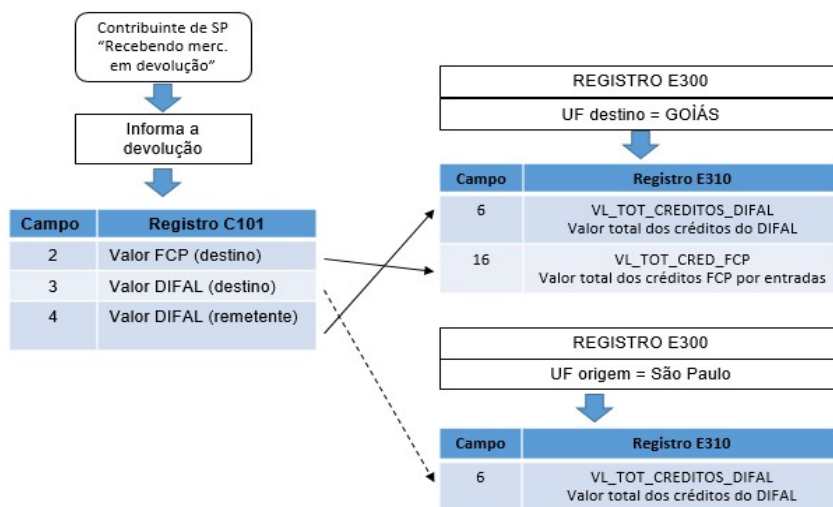 Contribuinte de SP
“Recebendo merc.
em devolução”
Informa a
devolução
Campo Registro C101
2 Valor FCP (destino)
3 Valor DIFAL (destino)
4 Valor DIFAL (remetente)
REGISTRO E300
UF destino = GOÌÁS
Campo Registro E310
6 VL_TOT_CREDITOS_DIFAL
Valor total dos créditos do DIFAL
16 VL_TOT_CRED_FCP
Valor total dos créditos FCP por entradas
REGISTRO E300
UF origem = São Paulo
Campo Registro E310
6 VL_TOT_CREDITOS_DIFAL
Valor total dos créditos do DIFAL